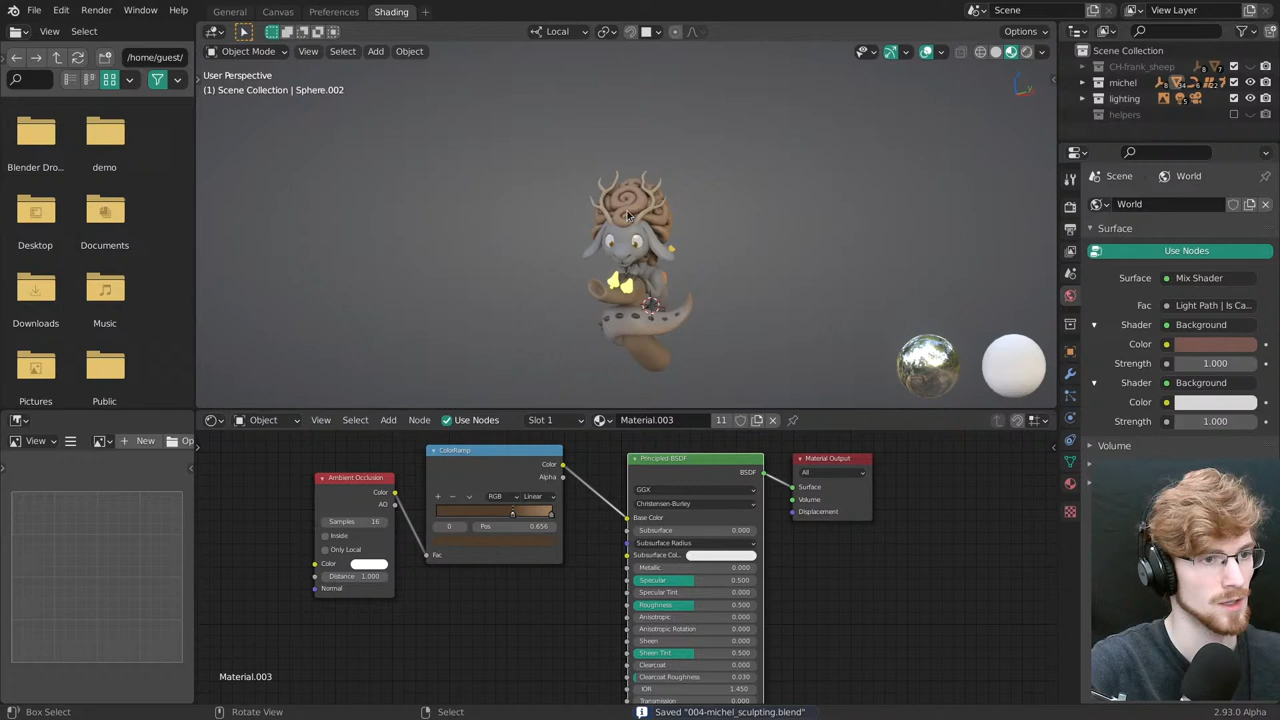 File Edit Render Window Help
General Canvas Preferences Shading +
Scene
View Layer
View Select
Local
Options
/home/guest/
Object Mode View Select Add Object
User Perspective
(1) Scene Collection | Sphere.002
Scene Collection
CH-frank_sheep
michel
lighting
helpers
Blender Dro...
demo
Desktop
Documents
Downloads
Music
Pictures
Public
Scene > World
World
Surface
Use Nodes
Surface Mix Shader
Fac Light Path | Is Ca...
Shader Background
Color
Strength 1.000
Shader Background
Color
Strength 1.000
Volume
View
New
Op
Object View Select Add Node Use Nodes Slot 1 Material.003 11
Ambient Occlusion
Color
AO
Samples 16
Inside
Only Local
Color
Distance 1.000
Normal
ColorRamp
Color
Alpha
RGB Linear
0 Pos 0.656
Fac
Principled BSDF
BSDF
GGX
Christensen-Burley
Base Color
Subsurface 0.000
Subsurface Radius
Subsurface Col...
Metallic 0.000
Specular 0.500
Specular Tint 0.000
Roughness 0.500
Anisotropic 0.000
Anisotropic Rotation 0.000
Sheen 0.000
Sheen Tint 0.500
Clearcoat 0.000
Clearcoat Roughness 0.030
IOR 1.450
Transmission 0.000
Material Output
All
Surface
Volume
Displacement
Material.003
Box Select
Rotate View
Select
Saved "004-michel_sculpting.blend"
2.93.0 Alpha